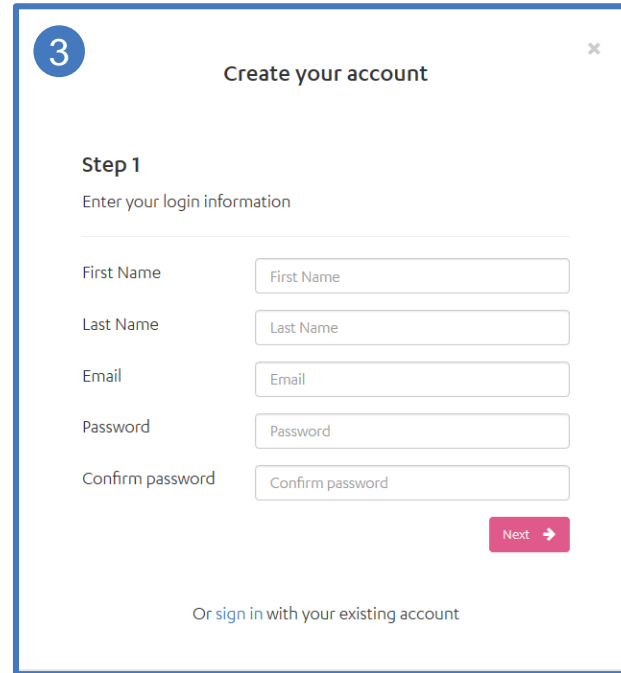 3
×
Create your account
Step 1
Enter your login information
First Name First Name
Last Name Last Name
Email Email
Password Password
Confirm password Confirm password
Next
Or sign in with your existing account